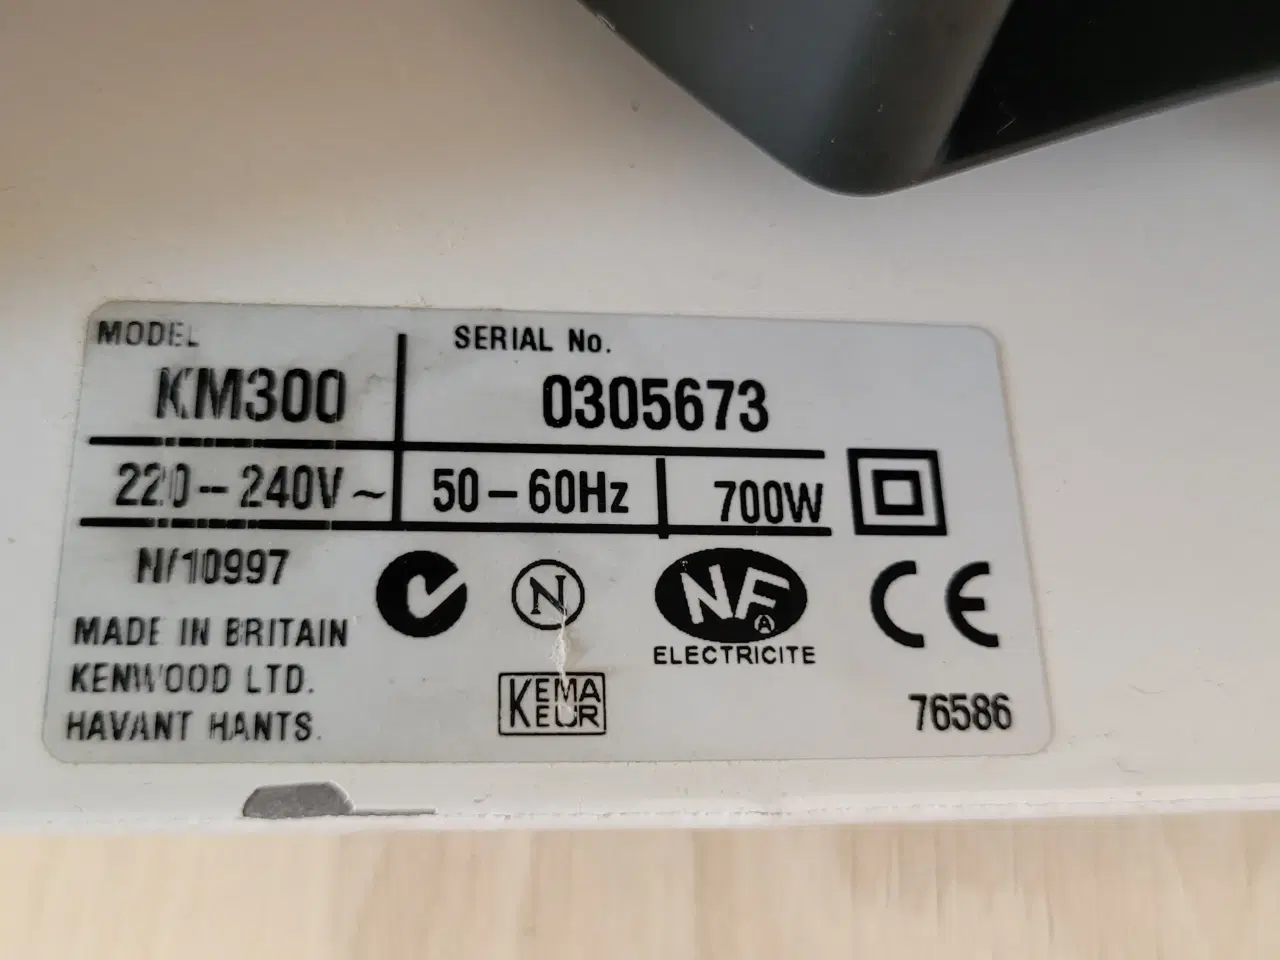 MODEL
SERIAL No.
KM300
0305673
220-240V~
50-60Hz
700W
N/10997
N
NF
A
ELECTRICITE
CE
MADE IN BRITAIN
KENWOOD LTD.
HAVANT HANTS.
KEMA
EUR
76586